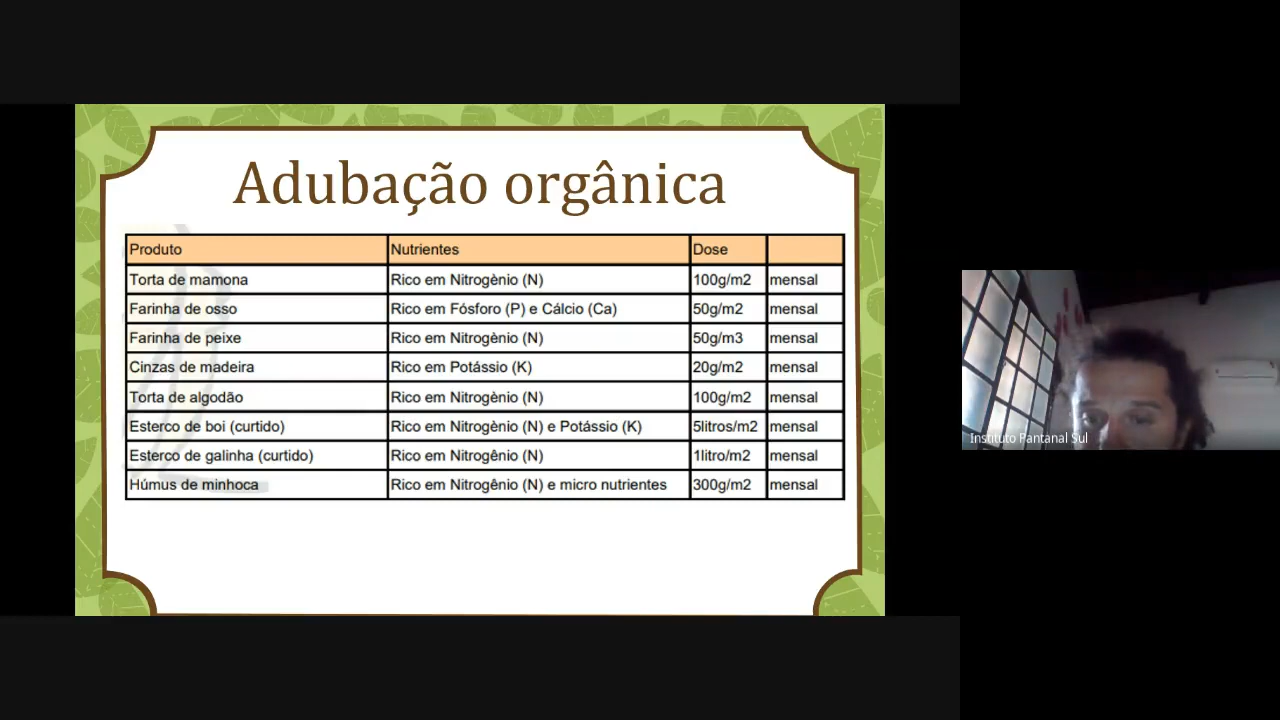 Adubação orgânica
Produto Nutrientes Dose
Torta de mamona Rico em Nitrogènio (N) 100g/m2 mensal
Farinha de osso Rico em Fósforo (P) e Cálcio (Ca) 50g/m2 mensal
Farinha de peixe Rico em Nitrogènio (N) 50g/m3 mensal
Cinzas de madeira Rico em Potássio (K) 20g/m2 mensal
Torta de algodão Rico em Nitrogènio (N) 100g/m2 mensal
Esterco de boi (curtido) Rico em Nitrogènio (N) e Potássio (K) 5litros/m2 mensal
Esterco de galinha (curtido) Rico em Nitrogênio (N) 1litro/m2 mensal
Húmus de minhoca Rico em Nitrogênio (N) e micro nutrientes 300g/m2 mensal
Instituto Pantanal Sul